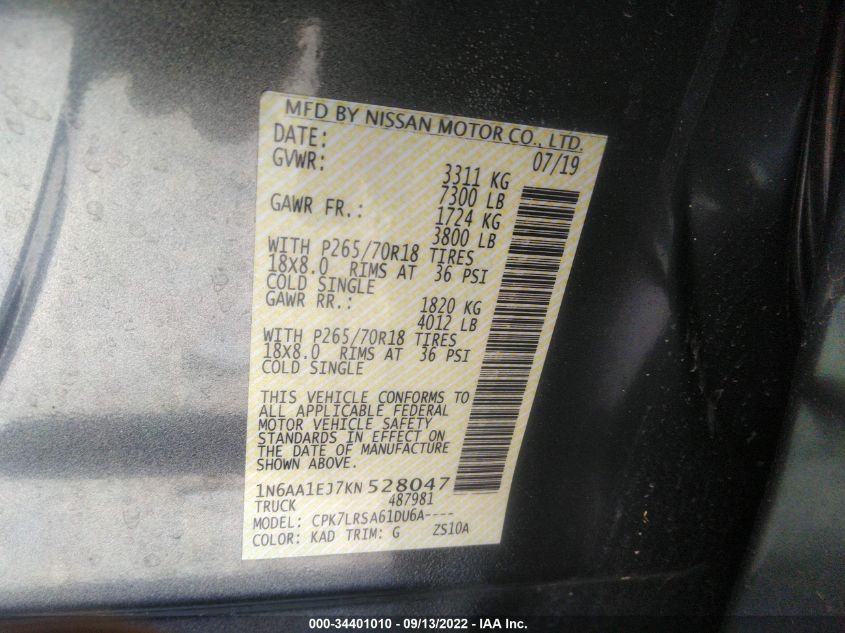 MFD BY NISSAN MOTOR CO., LTD.
DATE: 07/19
GVWR: 3311 KG
7300 LB
GAWR FR.: 1724 KG
3800 LB
WITH P265/70R18 TIRES
18X8.0 RIMS AT 36 PSI
COLD SINGLE
GAWR RR.: 1820 KG
4012 LB
WITH P265/70R18 TIRES
18X8.0 RIMS AT 36 PSI
COLD SINGLE
THIS VEHICLE CONFORMS TO
ALL APPLICABLE FEDERAL
MOTOR VEHICLE SAFETY
STANDARDS IN EFFECT ON
THE DATE OF MANUFACTURE
SHOWN ABOVE.
1N6AA1EJ7KN528047
TRUCK 487981
MODEL: CPK7LRSA61DU6A----
COLOR: KAD TRIM: G ZS10A
000-34401010 - 09/13/2022 - IAA Inc.